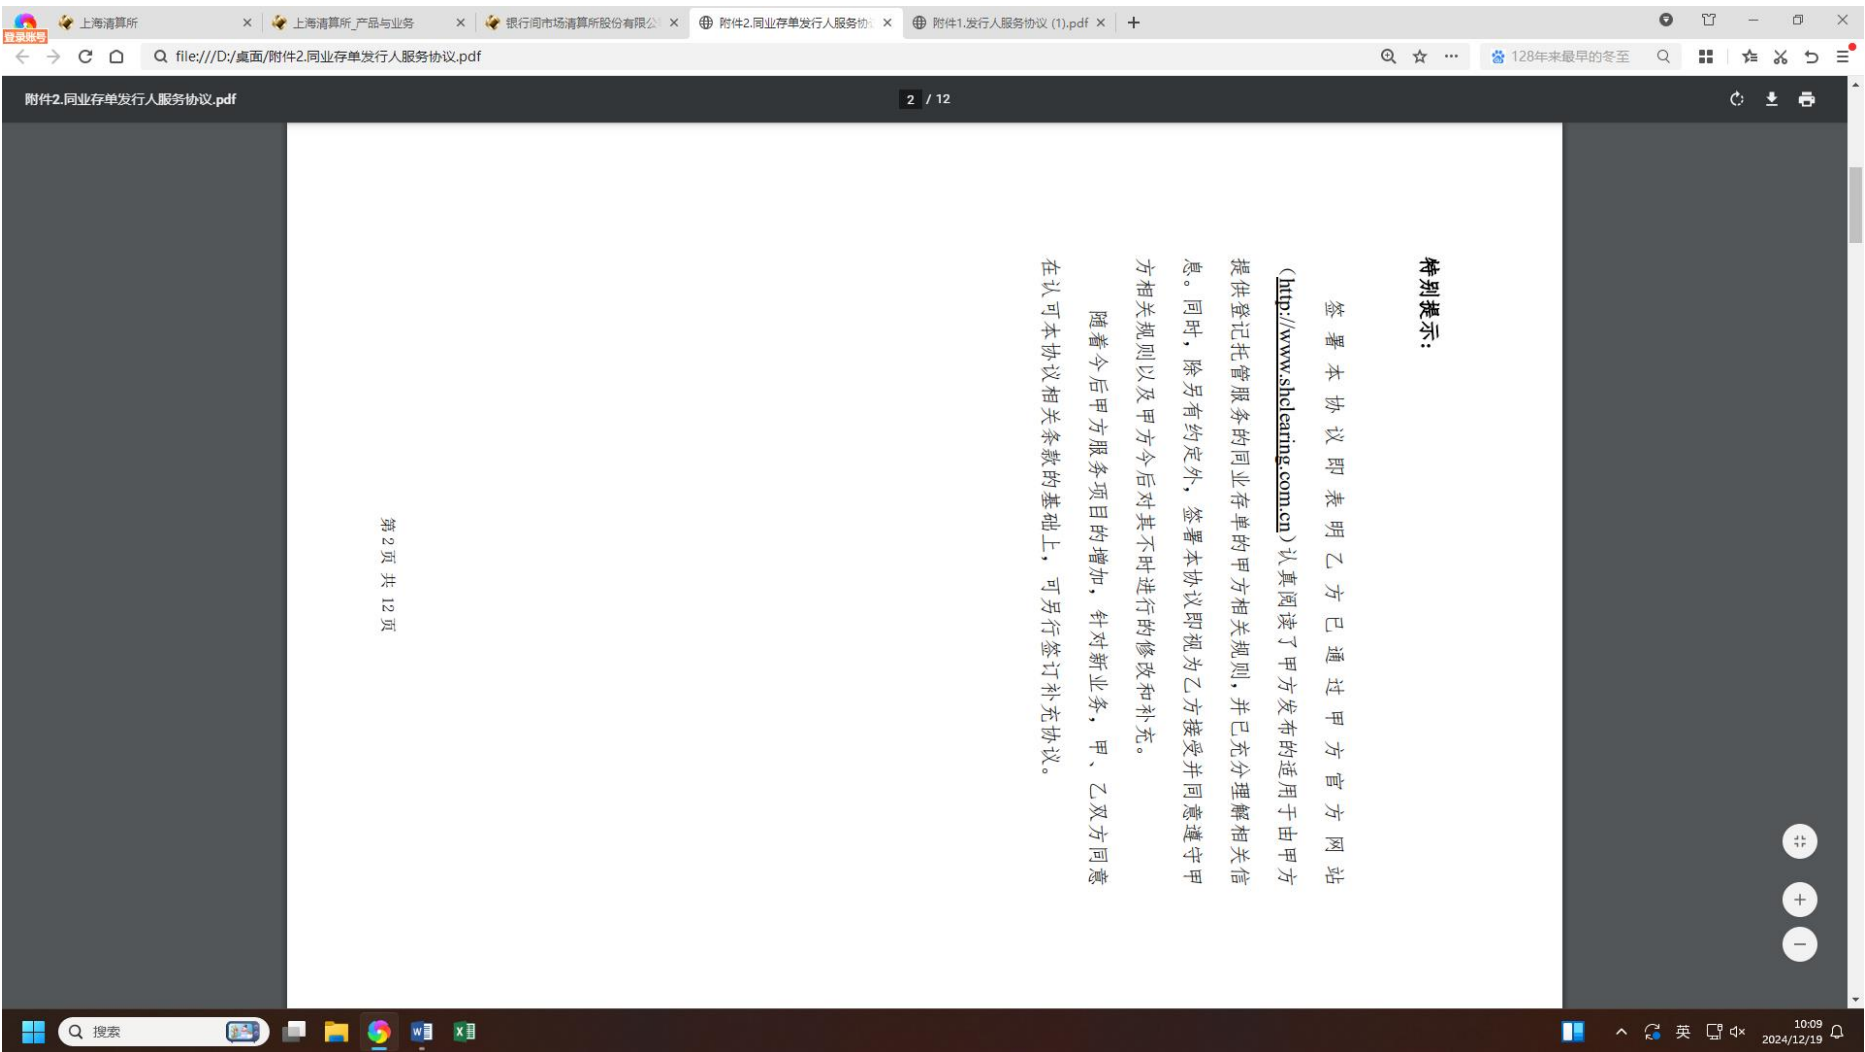 上海清算所
上海清算所_产品与业务
银行间市场清算所股份有限公
附件2.同业存单发行人服务协
附件1.发行人服务协议 (1).pdf
登录账号
file:///D:/桌面/附件2.同业存单发行人服务协议.pdf
128年来最早的冬至
附件2.同业存单发行人服务协议.pdf
2 / 12
特别提示：
签署本协议即表明乙方已通过甲方官方网站
（http://www.shclearing.com.cn）认真阅读了甲方发布的适用于由甲方
提供登记托管服务的同业存单的甲方相关规则，并已充分理解相关信
息。同时，除另有约定外，签署本协议即视为乙方接受并同意遵守甲
方相关规则以及甲方今后对其不时进行的修改和补充。
随着今后甲方服务项目的增加，针对新业务，甲、乙双方同意
在认可本协议相关条款的基础上，可另行签订补充协议。
第 2 页 共 12 页
搜索
英
10:09
2024/12/19